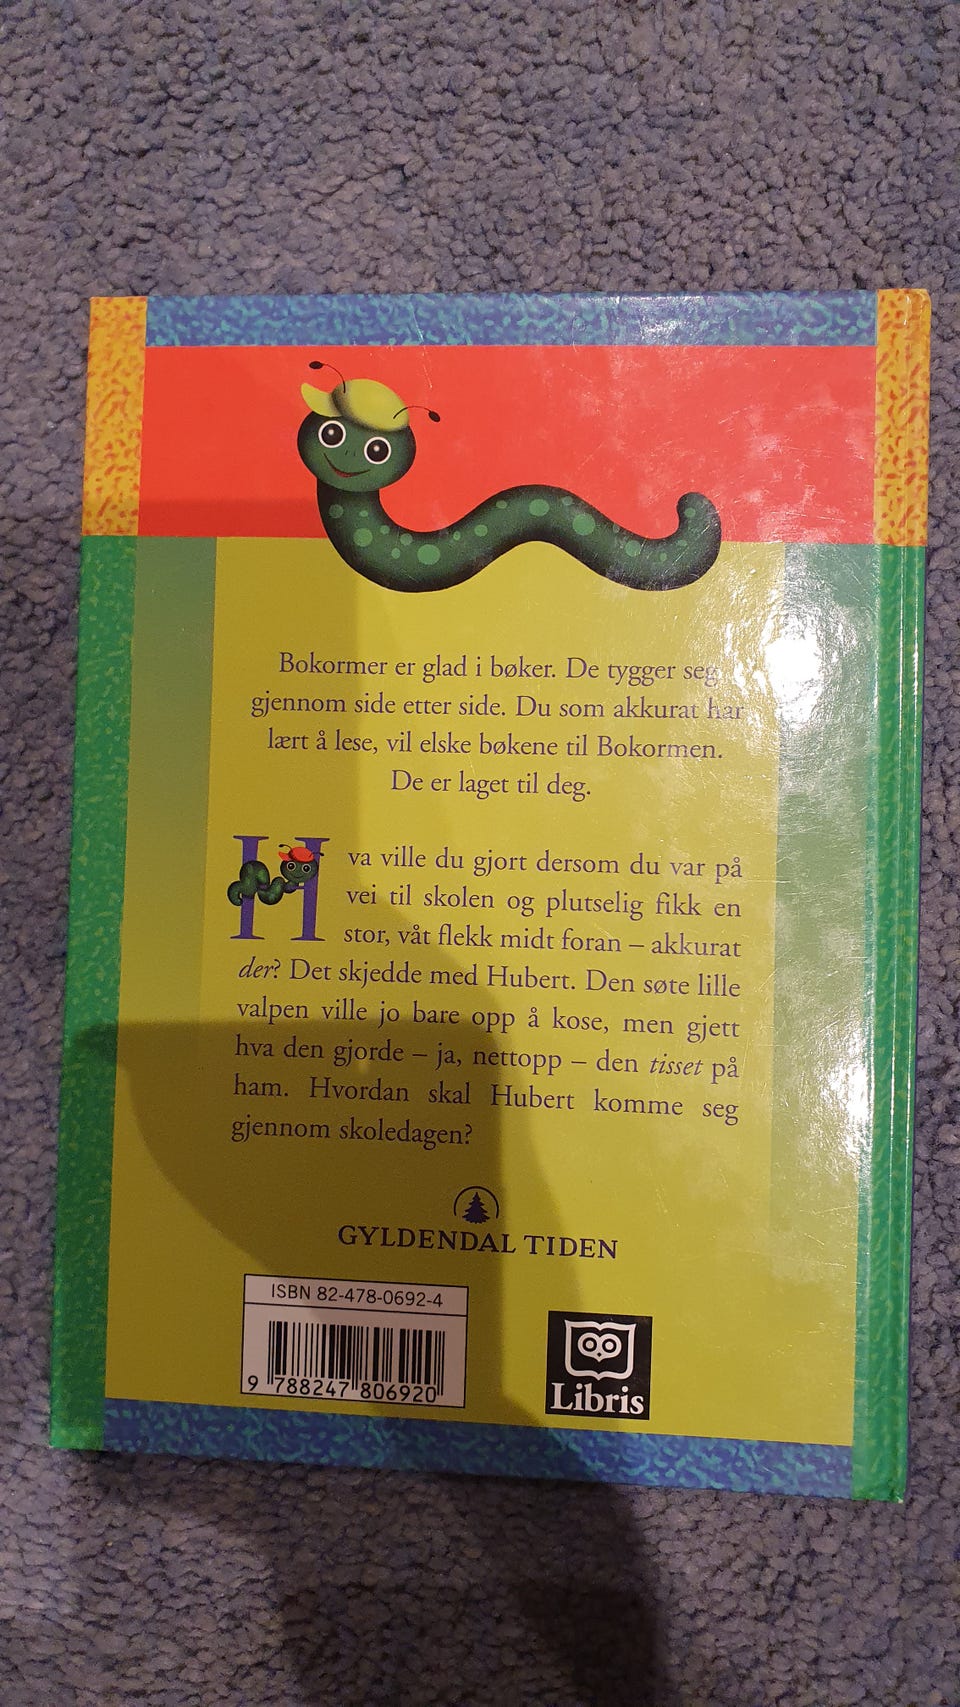 Bokormer er glad i bøker. De tygger seg
gjennom side etter side. Du som akkurat har
lært å lese, vil elske bøkene til Bokormen.
De er laget til deg.
Hva ville du gjort dersom du var på
vei til skolen og plutselig fikk en
stor, våt flekk midt foran – akkurat
der? Det skjedde med Hubert. Den søte lille
valpen ville jo bare opp å kose, men gjett
hva den gjorde – ja, nettopp – den tisset på
ham. Hvordan skal Hubert komme seg
gjennom skoledagen?
GYLDENDAL TIDEN
ISBN 82-478-0692-4
9 788247 806920
Libris